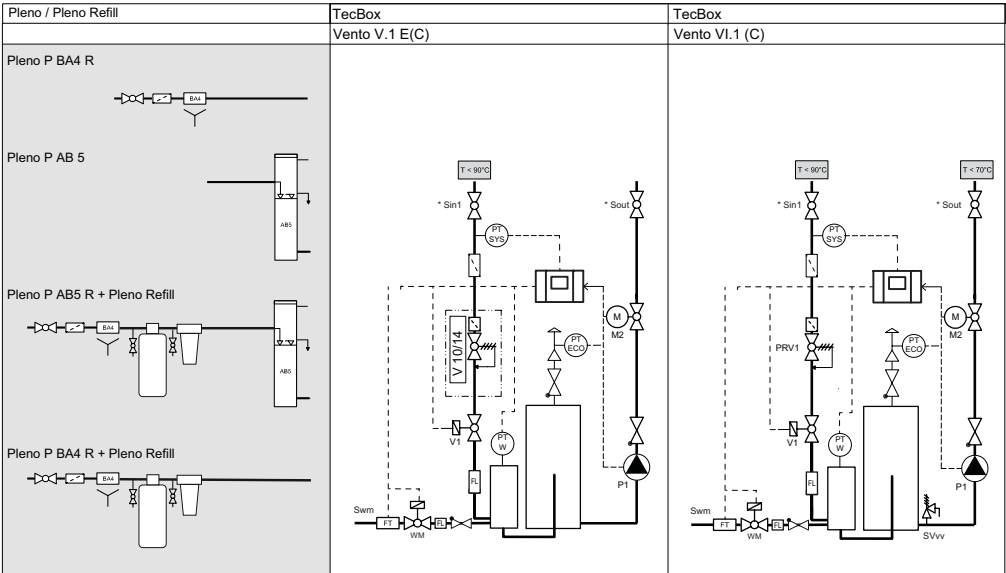 Pleno / Pleno Refill
TecBox
TecBox
Vento V.1 E(C)
Vento VI.1 (C)
Pleno P BA4 R
BA4
Pleno P AB 5
AB5
Pleno P AB5 R + Pleno Refill
BA4
AB5
Pleno P BA4 R + Pleno Refill
BA4
T < 90°C
* Sin1
* Sout
PT
SYS
M
M2
V 10/14
PT
ECO
V1
PT
W
FL
P1
Swm
FT
FL
WM
T < 90°C
T < 70°C
* Sin1
* Sout
PT
SYS
M
M2
PRV1
PT
ECO
V1
PT
W
FL
P1
Swm
FT
FL
WM
SVvv